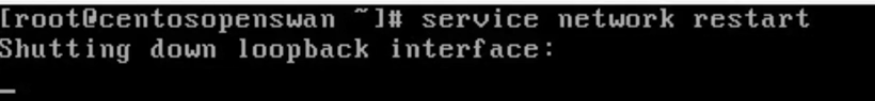 [root@centosopenswan ~]# service network restart
Shutting down loopback interface: